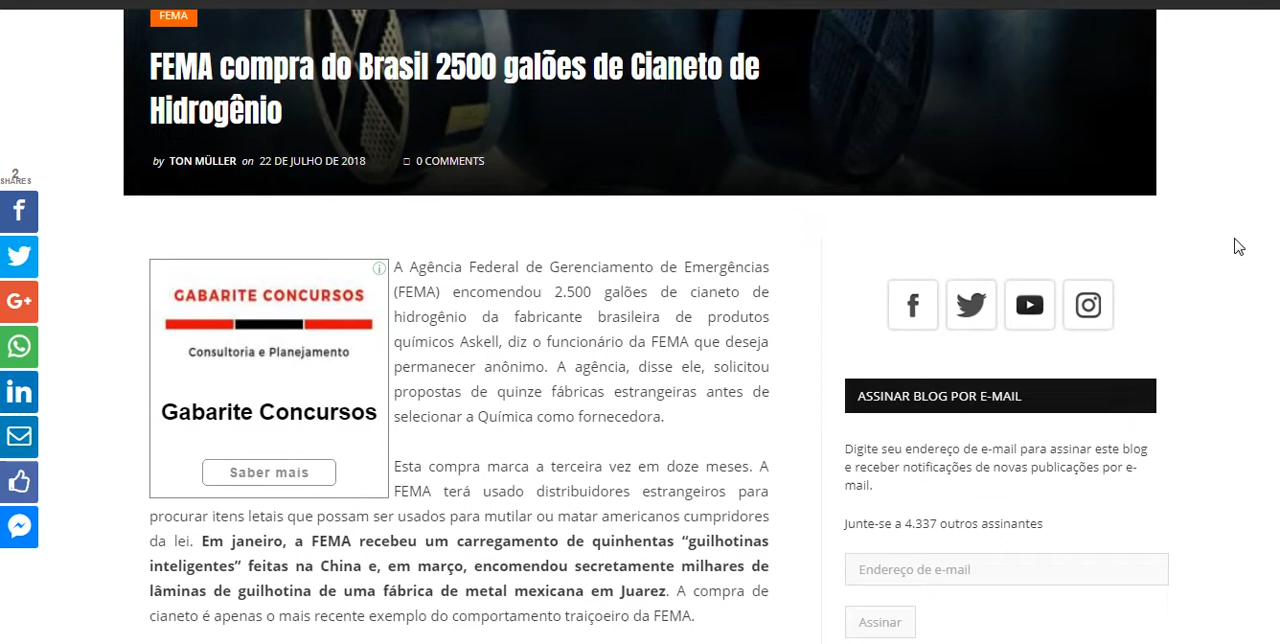 FEMA
FEMA compra do Brasil 2500 galões de Cianeto de
Hidrogênio
by TON MÜLLER on 22 DE JULHO DE 2018 0 COMMENTS
2
SHARES
GABARITE CONCURSOS
Consultoria e Planejamento
Gabarite Concursos
Saber mais
A Agência Federal de Gerenciamento de Emergências
(FEMA) encomendou 2.500 galões de cianeto de
hidrogênio da fabricante brasileira de produtos
químicos Askell, diz o funcionário da FEMA que deseja
permanecer anônimo. A agência, disse ele, solicitou
propostas de quinze fábricas estrangeiras antes de
selecionar a Química como fornecedora.
Esta compra marca a terceira vez em doze meses. A
FEMA terá usado distribuidores estrangeiros para
procurar itens letais que possam ser usados para mutilar ou matar americanos cumpridores
da lei. Em janeiro, a FEMA recebeu um carregamento de quinhentas “guilhotinas
inteligentes” feitas na China e, em março, encomendou secretamente milhares de
lâminas de guilhotina de uma fábrica de metal mexicana em Juarez. A compra de
cianeto é apenas o mais recente exemplo do comportamento traiçoeiro da FEMA.
ASSINAR BLOG POR E-MAIL
Digite seu endereço de e-mail para assinar este blog
e receber notificações de novas publicações por e-
mail.
Junte-se a 4.337 outros assinantes
Endereço de e-mail
Assinar